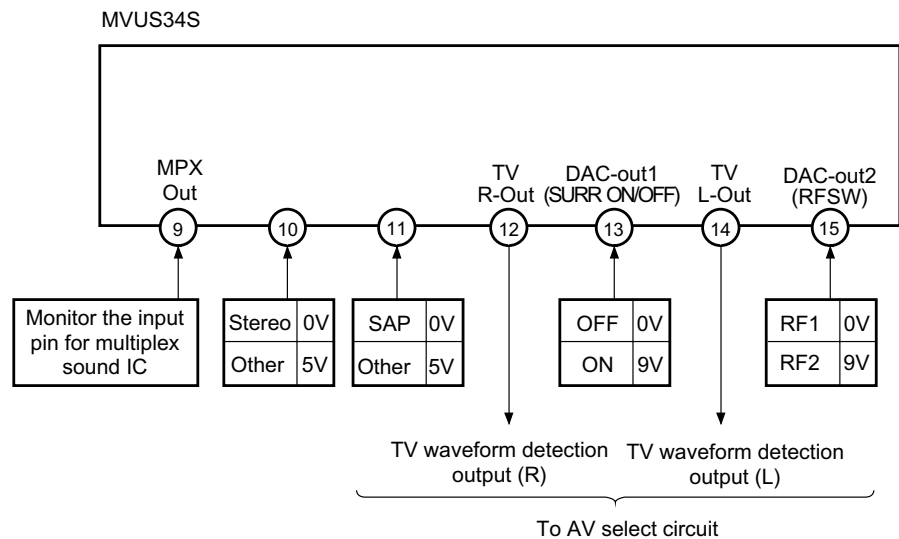 MVUS34S
MPX
Out
TV
R-Out
DAC-out1
(SURR ON/OFF)
TV
L-Out
DAC-out2
(RFSW)
9
10
11
12
13
14
15
Monitor the input
pin for multiplex
sound IC
Stereo 0V
Other 5V
SAP 0V
Other 5V
OFF 0V
ON 9V
RF1 0V
RF2 9V
TV waveform detection
output (R)
TV waveform detection
output (L)
To AV select circuit